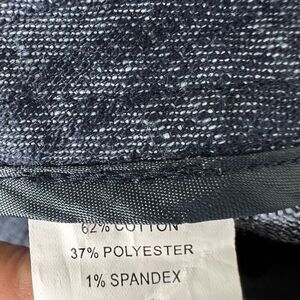 62% COTTON
37% POLYESTER
1% SPANDEX